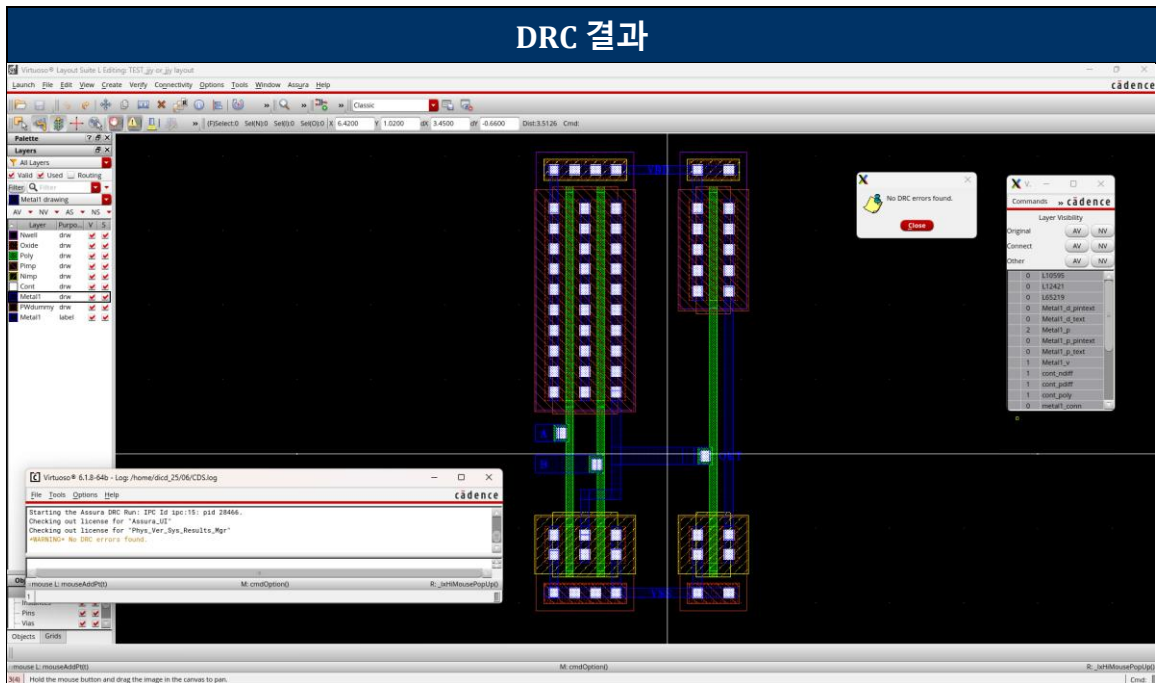 DRC 결과
Virtuoso® Layout Suite L Editing: TEST_jjy or_jjy layout
Launch File Edit View Create Verify Connectivity Options Tools Window Assura Help
cādence
Classic
(F)Select:0 Sel(N):0 Sel(I):0 Sel(O):0 X 6.4200 Y 1.0200 dX 3.4500 dY -0.6600 Dist:3.5126 Cmd:
Palette
Layers
All Layers
Valid Used Routing
Filter
Filter
Metal1 drawing
AV NV AS NS
Layer Purpo... V S
Nwell drw
Oxide drw
Poly drw
Pimp drw
Nimp drw
Cont drw
Metal1 drw
PWdummy drw
Metal1 label
A
B
No DRC errors found.
Close
V.
Commands » cādence
Layer Visibility
Original AV NV
Connect AV NV
Other AV NV
0 L10595
0 L12421
0 L65219
0 Metal1_d_pintext
0 Metal1_d_text
2 Metal1_p
0 Metal1_p_pintext
0 Metal1_p_text
1 Metal1_v
1 cont_ndiff
1 cont_pdiff
1 cont_poly
0 metal1_conn
Virtuoso® 6.1.8-64b - Log: /home/dicd_25/06/CDS.log
File Tools Options Help
cādence
Starting the Assura DRC Run: IPC Id ipc:15: pid 28466.
Checking out license for "Assura_UI"
Checking out license for "Phys_Ver_Sys_Results_Mgr"
*WARNING* No DRC errors found.
mouse L: mouseAddPt(t) M: cmdOption() R: _lxHiMousePopUp()
1
Pins
Vias
Objects Grids
mouse L: mouseAddPt(t) M: cmdOption() R: _lxHiMousePopUp()
3(4) Hold the mouse button and drag the image in the canvas to pan. Cmd: